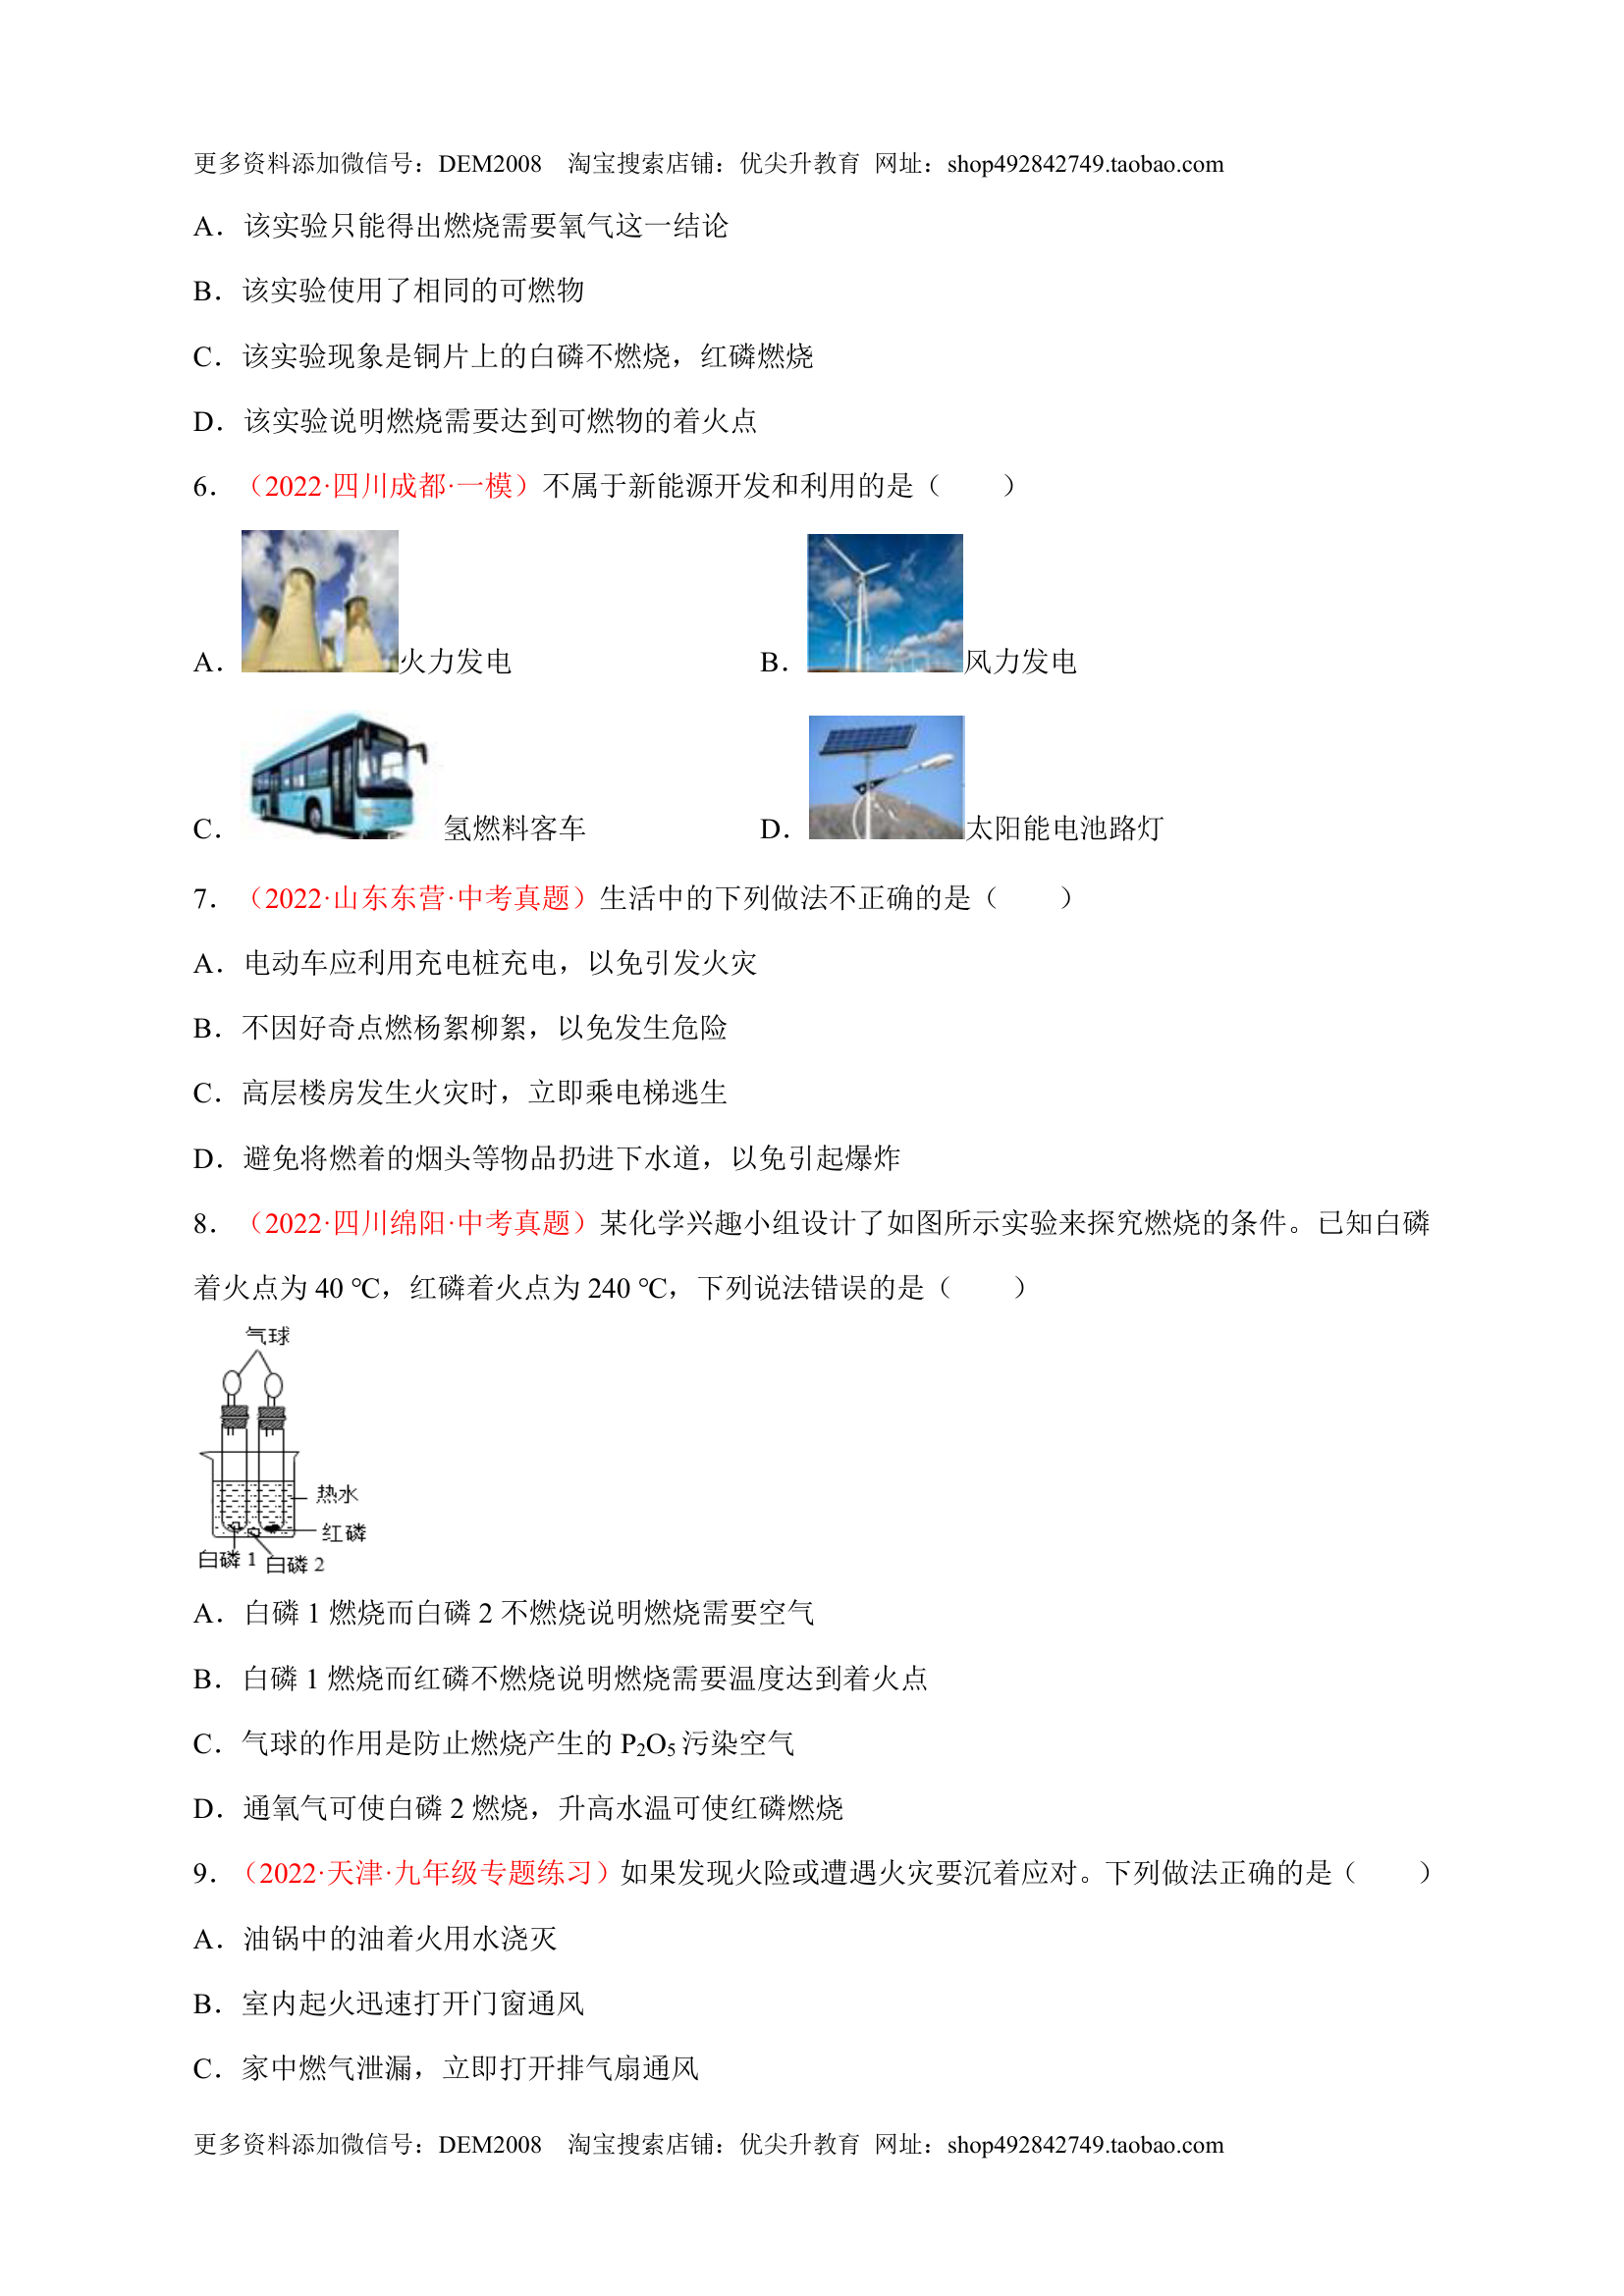 更多资料添加微信号：DEM2008　淘宝搜索店铺：优尖升教育 网址：shop492842749.taobao.com
A．该实验只能得出燃烧需要氧气这一结论
B．该实验使用了相同的可燃物
C．该实验现象是铜片上的白磷不燃烧，红磷燃烧
D．该实验说明燃烧需要达到可燃物的着火点
6．（2022·四川成都·一模）不属于新能源开发和利用的是（　　）
A．火力发电　　B．风力发电
C．氢燃料客车　　D．太阳能电池路灯
7．（2022·山东东营·中考真题）生活中的下列做法不正确的是（　　）
A．电动车应利用充电桩充电，以免引发火灾
B．不因好奇点燃杨絮柳絮，以免发生危险
C．高层楼房发生火灾时，立即乘电梯逃生
D．避免将燃着的烟头等物品扔进下水道，以免引起爆炸
8．（2022·四川绵阳·中考真题）某化学兴趣小组设计了如图所示实验来探究燃烧的条件。已知白磷
着火点为 40 ℃，红磷着火点为 240 ℃，下列说法错误的是（　　）
气球
热水
红磷
白磷 1
白磷 2
A．白磷 1 燃烧而白磷 2 不燃烧说明燃烧需要空气
B．白磷 1 燃烧而红磷不燃烧说明燃烧需要温度达到着火点
C．气球的作用是防止燃烧产生的 P₂O₅ 污染空气
D．通氧气可使白磷 2 燃烧，升高水温可使红磷燃烧
9．（2022·天津·九年级专题练习）如果发现火险或遭遇火灾要沉着应对。下列做法正确的是（　　）
A．油锅中的油着火用水浇灭
B．室内起火迅速打开门窗通风
C．家中燃气泄漏，立即打开排气扇通风
更多资料添加微信号：DEM2008　淘宝搜索店铺：优尖升教育 网址：shop492842749.taobao.com